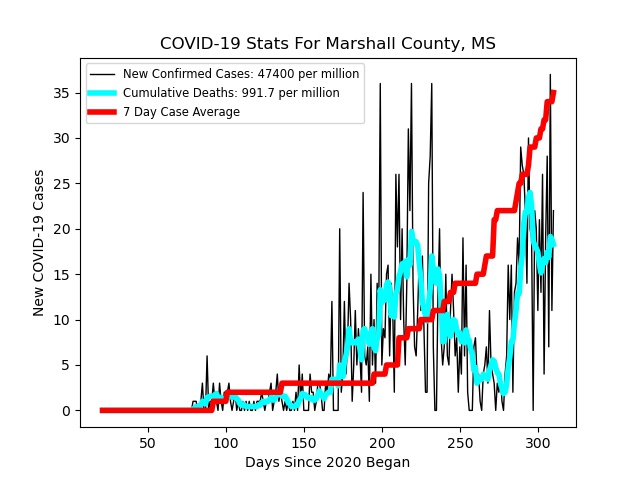 COVID-19 Stats For Marshall County, MS
New Confirmed Cases: 47400 per million
Cumulative Deaths: 991.7 per million
7 Day Case Average
New COVID-19 Cases
35
30
25
20
15
10
5
0
50 100 150 200 250 300
Days Since 2020 Began